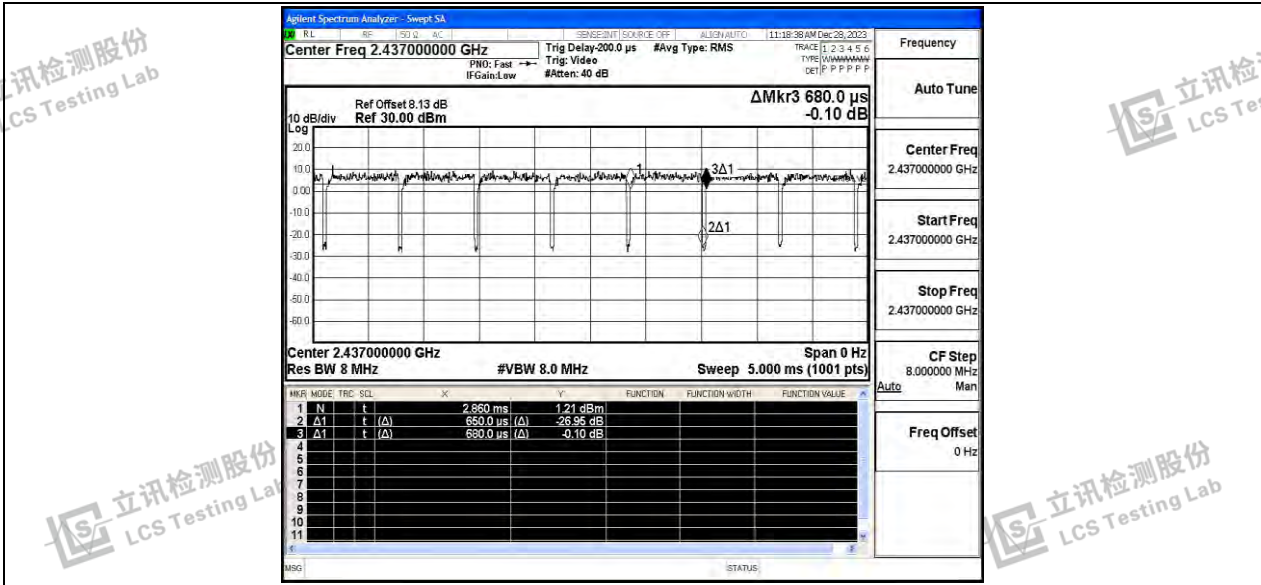 立讯检测股份
LCS Testing Lab
立讯检
LCS Tes
Agilent Spectrum Analyzer - Swept SA
RL RF 50 Ω AC SENSE:INT SOURCE OFF ALIGN AUTO 11:18:38 AM Dec 28, 2023
Center Freq 2.437000000 GHz
PNO: Fast
IFGain:Low
Trig Delay-200.0 µs
Trig: Video
#Atten: 40 dB
#Avg Type: RMS
TRACE 1 2 3 4 5 6
TYPE
DET P P P P P P
Ref Offset 8.13 dB
10 dB/div Ref 30.00 dBm
Log
ΔMkr3 680.0 µs
-0.10 dB
20.0
10.0
0.00
-10.0
-20.0
-30.0
-40.0
-50.0
-60.0
1
3Δ1
2Δ1
Center 2.437000000 GHz Span 0 Hz
Res BW 8 MHz #VBW 8.0 MHz Sweep 5.000 ms (1001 pts)
MKR MODE TRC SCL X Y FUNCTION FUNCTION WIDTH FUNCTION VALUE
1 N t 2.860 ms 1.21 dBm
2 Δ1 t (Δ) 650.0 µs (Δ) -26.95 dB
3 Δ1 t (Δ) 680.0 µs (Δ) -0.10 dB
4
5
6
7
8
9
10
11
MSG STATUS
Frequency
Auto Tune
Center Freq
2.437000000 GHz
Start Freq
2.437000000 GHz
Stop Freq
2.437000000 GHz
CF Step
8.000000 MHz
Auto Man
Freq Offset
0 Hz
立讯检测股份
LCS Testing Lab
立讯检测股份
LCS Testing Lab